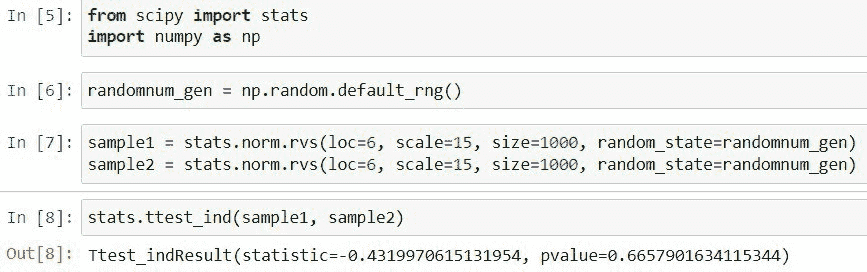 In [5]: from scipy import stats
import numpy as np
In [6]: randomnum_gen = np.random.default_rng()
In [7]: sample1 = stats.norm.rvs(loc=6, scale=15, size=1000, random_state=randomnum_gen)
sample2 = stats.norm.rvs(loc=6, scale=15, size=1000, random_state=randomnum_gen)
In [8]: stats.ttest_ind(sample1, sample2)
Out[8]: Ttest_indResult(statistic=-0.4319970615131954, pvalue=0.6657901634115344)